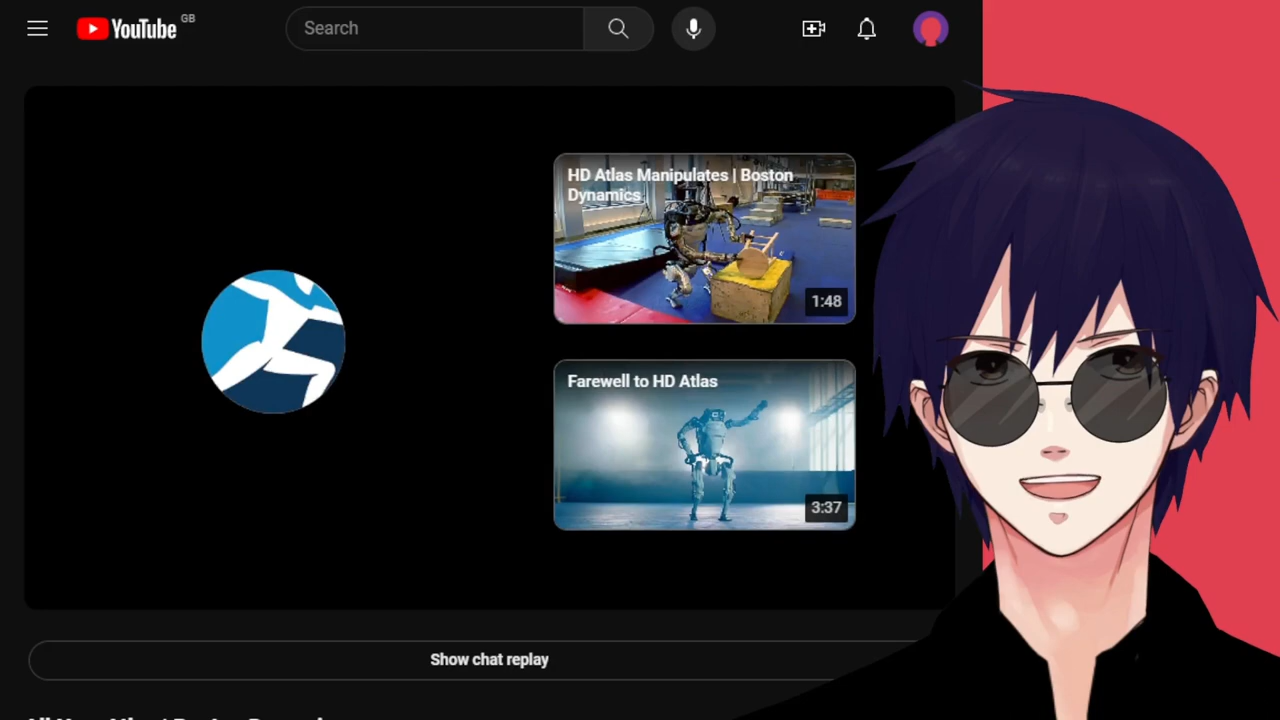 YouTube GB
Search
HD Atlas Manipulates | Boston
Dynamics
1:48
Farewell to HD Atlas
3:37
Show chat replay